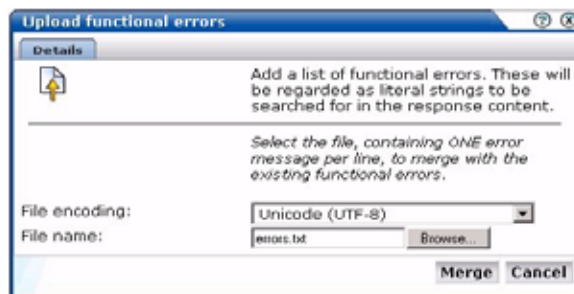 Upload functional errors
Details
Add a list of functional errors. These will
be regarded as literal strings to be
searched for in the response content.
Select the file, containing ONE error
message per line, to merge with the
existing functional errors.
File encoding:
Unicode (UTF-8)
File name:
errors.txt
Browse...
Merge Cancel